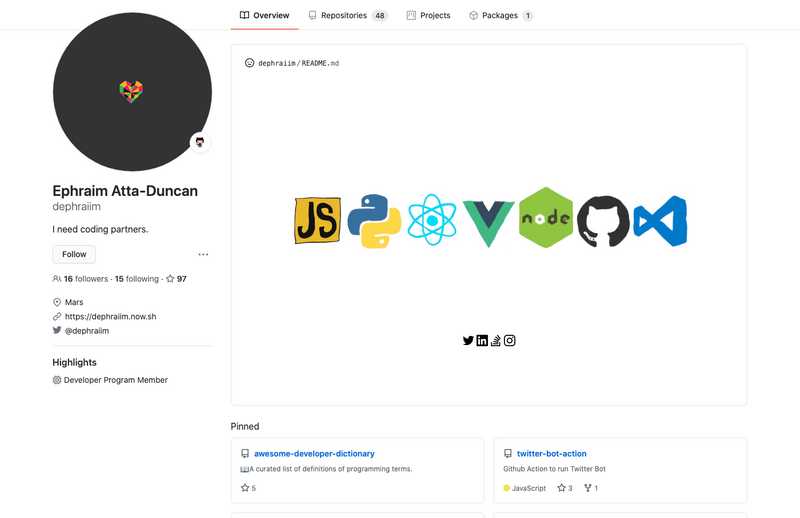 Overview
Repositories 48
Projects
Packages 1
dephraiim/README.md
JS
node
Ephraim Atta-Duncan
dephraiim
I need coding partners.
Follow
16 followers · 15 following · 97
Mars
https://dephraiim.now.sh
@dephraiim
Highlights
Developer Program Member
Pinned
awesome-developer-dictionary
A curated list of definitions of programming terms.
5
twitter-bot-action
Github Action to run Twitter Bot
JavaScript 3 1